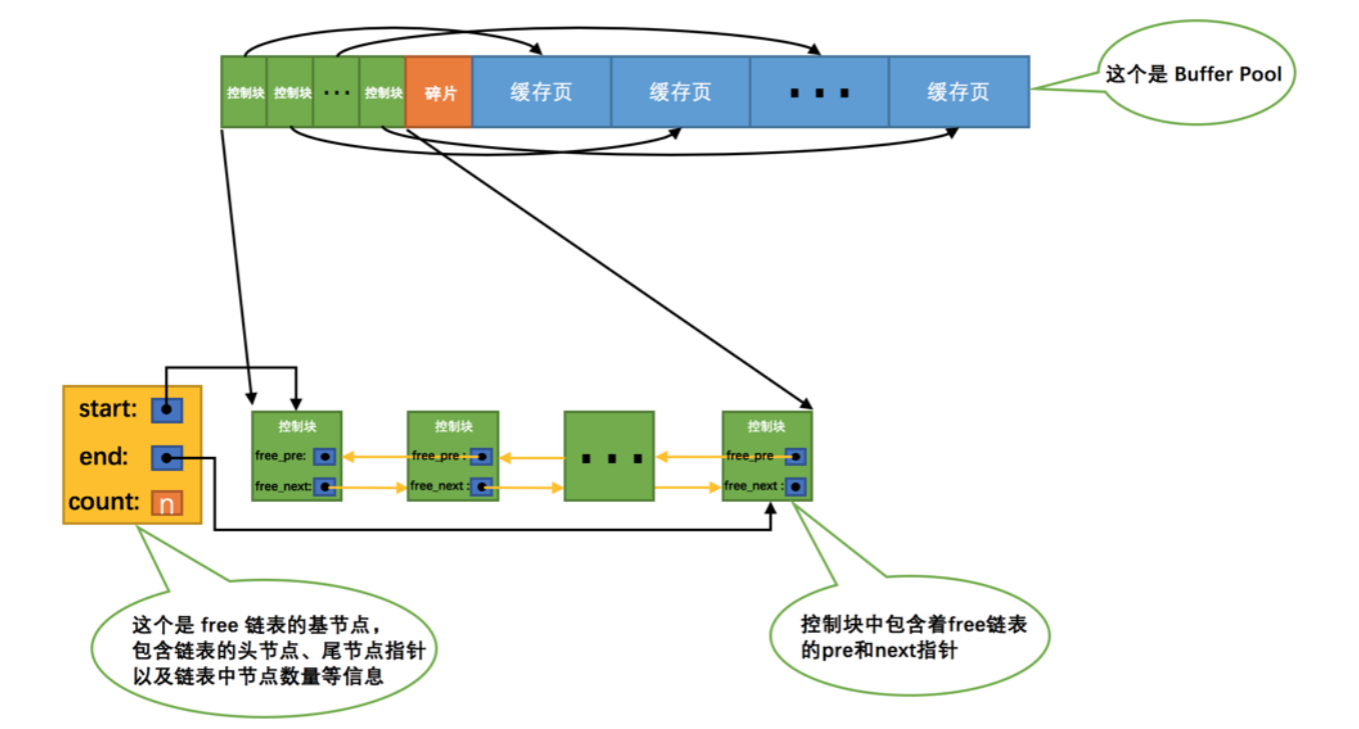 控制块
控制块
···
控制块
碎片
缓存页
缓存页
···
缓存页
这个是 Buffer Pool
start:
end:
count: n
控制块
free_pre:
free_next:
控制块
free_pre :
free_next :
···
控制块
free_pre
free_next :
这个是 free 链表的基节点，
包含链表的头节点、尾节点指针
以及链表中节点数量等信息
控制块中包含着free链表
的pre和next指针